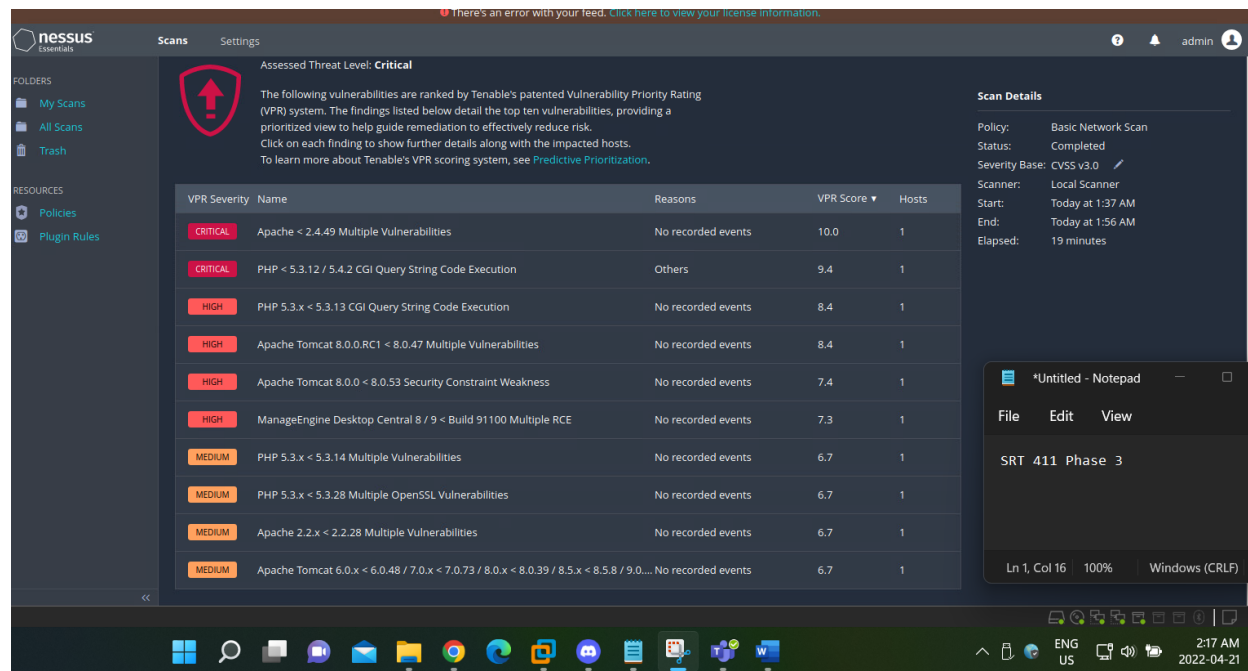 There's an error with your feed. Click here to view your license information.
nessus
Essentials
Scans
Settings
admin
FOLDERS
My Scans
All Scans
Trash
RESOURCES
Policies
Plugin Rules
Assessed Threat Level: Critical
The following vulnerabilities are ranked by Tenable's patented Vulnerability Priority Rating
(VPR) system. The findings listed below detail the top ten vulnerabilities, providing a
prioritized view to help guide remediation to effectively reduce risk.
Click on each finding to show further details along with the impacted hosts.
To learn more about Tenable's VPR scoring system, see Predictive Prioritization.
VPR Severity Name Reasons VPR Score ▼ Hosts
CRITICAL Apache < 2.4.49 Multiple Vulnerabilities No recorded events 10.0 1
CRITICAL PHP < 5.3.12 / 5.4.2 CGI Query String Code Execution Others 9.4 1
HIGH PHP 5.3.x < 5.3.13 CGI Query String Code Execution No recorded events 8.4 1
HIGH Apache Tomcat 8.0.0.RC1 < 8.0.47 Multiple Vulnerabilities No recorded events 8.4 1
HIGH Apache Tomcat 8.0.0 < 8.0.53 Security Constraint Weakness No recorded events 7.4 1
HIGH ManageEngine Desktop Central 8 / 9 < Build 91100 Multiple RCE No recorded events 7.3 1
MEDIUM PHP 5.3.x < 5.3.14 Multiple Vulnerabilities No recorded events 6.7 1
MEDIUM PHP 5.3.x < 5.3.28 Multiple OpenSSL Vulnerabilities No recorded events 6.7 1
MEDIUM Apache 2.2.x < 2.2.28 Multiple Vulnerabilities No recorded events 6.7 1
MEDIUM Apache Tomcat 6.0.x < 6.0.48 / 7.0.x < 7.0.73 / 8.0.x < 8.0.39 / 8.5.x < 8.5.8 / 9.0.... No recorded events 6.7 1
Scan Details
Policy: Basic Network Scan
Status: Completed
Severity Base: CVSS v3.0
Scanner: Local Scanner
Start: Today at 1:37 AM
End: Today at 1:56 AM
Elapsed: 19 minutes
*Untitled - Notepad
File Edit View
SRT 411 Phase 3
Ln 1, Col 16 100% Windows (CRLF)
ENG
US
2:17 AM
2022-04-21